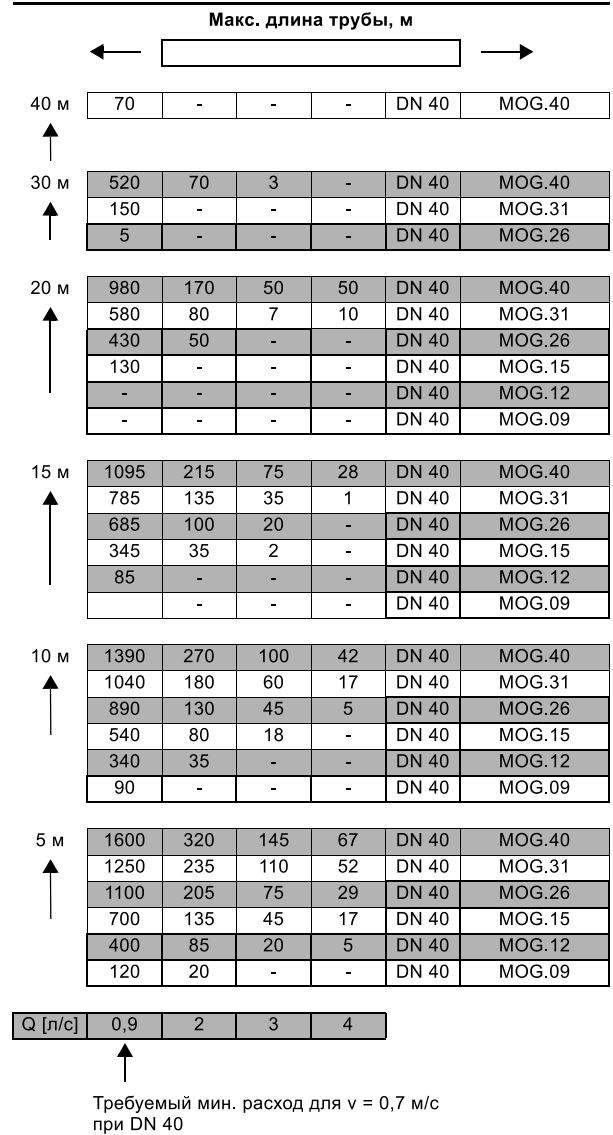 Макс. длина трубы, м
40 м 70 - - - DN 40 MOG.40
30 м 520 70 3 - DN 40 MOG.40
150 - - - DN 40 MOG.31
5 - - - DN 40 MOG.26
20 м 980 170 50 50 DN 40 MOG.40
580 80 7 10 DN 40 MOG.31
430 50 - - DN 40 MOG.26
130 - - - DN 40 MOG.15
- - - - DN 40 MOG.12
- - - - DN 40 MOG.09
15 м 1095 215 75 28 DN 40 MOG.40
785 135 35 1 DN 40 MOG.31
685 100 20 - DN 40 MOG.26
345 35 2 - DN 40 MOG.15
85 - - - DN 40 MOG.12
- - - DN 40 MOG.09
10 м 1390 270 100 42 DN 40 MOG.40
1040 180 60 17 DN 40 MOG.31
890 130 45 5 DN 40 MOG.26
540 80 18 - DN 40 MOG.15
340 35 - - DN 40 MOG.12
90 - - - DN 40 MOG.09
5 м 1600 320 145 67 DN 40 MOG.40
1250 235 110 52 DN 40 MOG.31
1100 205 75 29 DN 40 MOG.26
700 135 45 17 DN 40 MOG.15
400 85 20 5 DN 40 MOG.12
120 20 - - DN 40 MOG.09
Q [л/с] 0,9 2 3 4
Требуемый мин. расход для v = 0,7 м/с
при DN 40